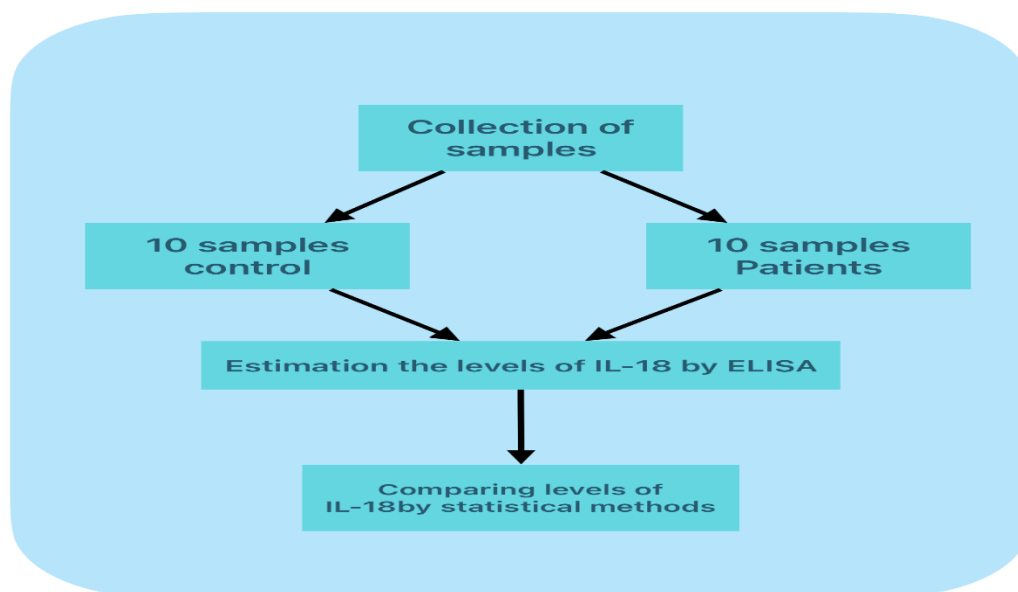 Collection of
samples
10 samples
control
10 samples
Patients
Estimation the levels of IL-18 by ELISA
Comparing levels of
IL-18by statistical methods